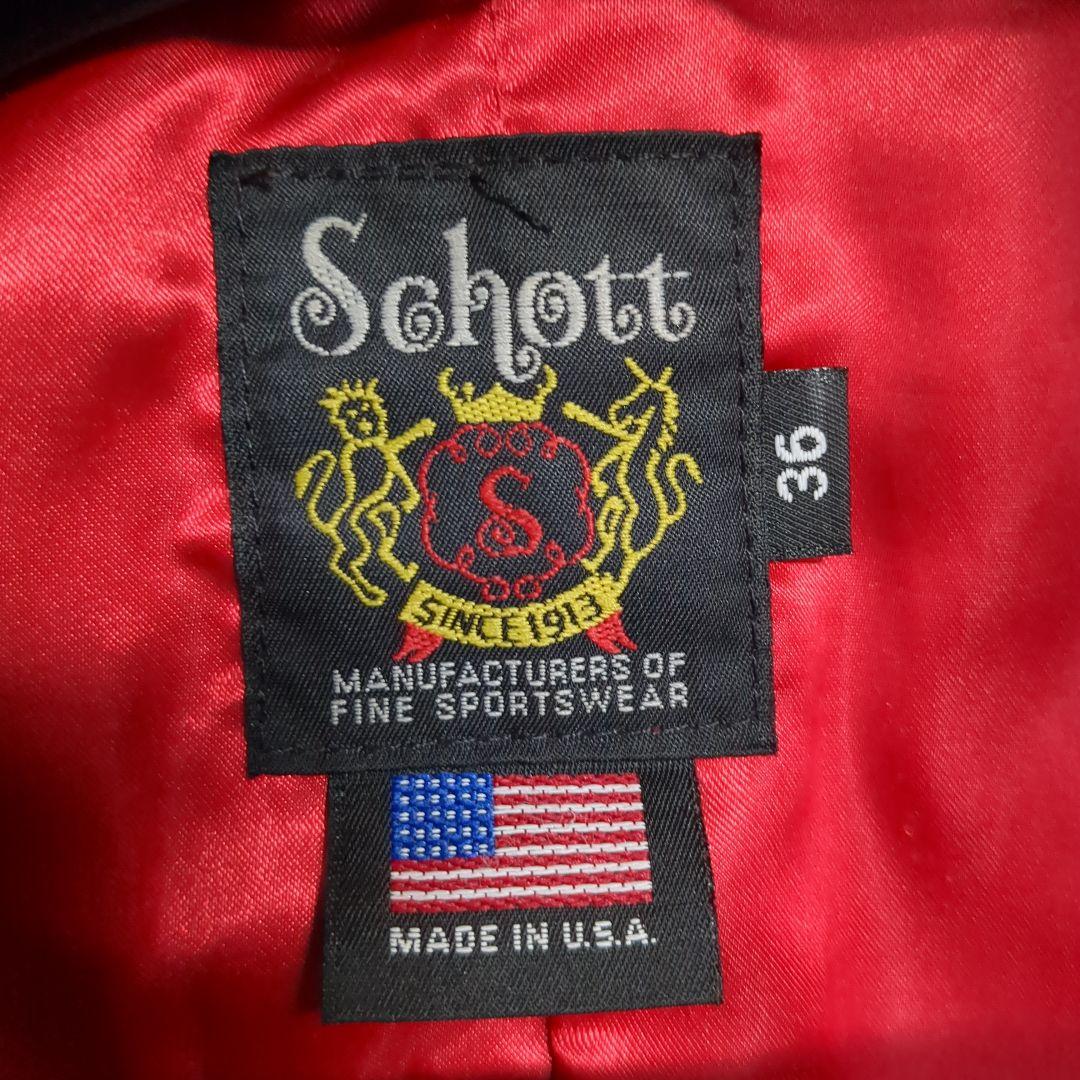 Schott
S
SINCE 1913
MANUFACTURERS OF
FINE SPORTSWEAR
36
MADE IN U.S.A.